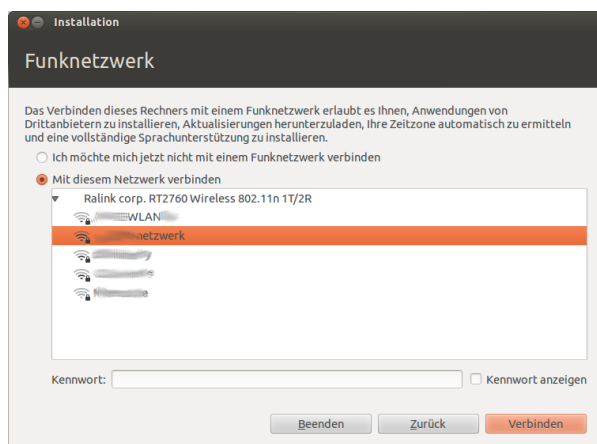 Installation
Funknetzwerk
Das Verbinden dieses Rechners mit einem Funknetzwerk erlaubt es Ihnen, Anwendungen von
Drittanbietern zu installieren, Aktualisierungen herunterzuladen, Ihre Zeitzone automatisch zu ermitteln
und eine vollständige Sprachunterstützung zu installieren.
Ich möchte mich jetzt nicht mit einem Funknetzwerk verbinden
Mit diesem Netzwerk verbinden
Ralink corp. RT2760 Wireless 802.11n 1T/2R
WLAN
netzwerk
Kennwort:
Kennwort anzeigen
Beenden
Zurück
Verbinden